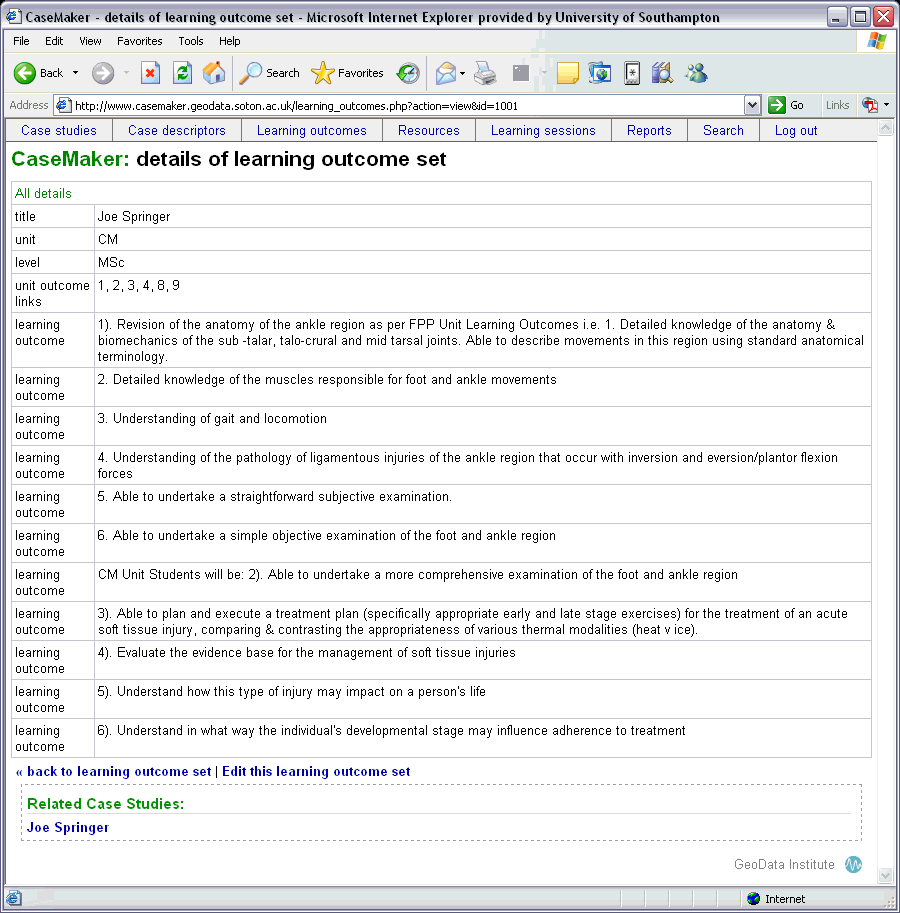 CaseMaker - details of learning outcome set - Microsoft Internet Explorer provided by University of Southampton
File Edit View Favorites Tools Help
Back Search Favorites
Address http://www.casemaker.geodata.soton.ac.uk/learning_outcomes.php?action=view&id=1001 Go Links
Case studies Case descriptors Learning outcomes Resources Learning sessions Reports Search Log out
CaseMaker: details of learning outcome set
All details
title Joe Springer
unit CM
level MSc
unit outcome links 1, 2, 3, 4, 8, 9
learning outcome 1). Revision of the anatomy of the ankle region as per FPP Unit Learning Outcomes i.e. 1. Detailed knowledge of the anatomy &
biomechanics of the sub -talar, talo-crural and mid tarsal joints. Able to describe movements in this region using standard anatomical
terminology.
learning outcome 2. Detailed knowledge of the muscles responsible for foot and ankle movements
learning outcome 3. Understanding of gait and locomotion
learning outcome 4. Understanding of the pathology of ligamentous injuries of the ankle region that occur with inversion and eversion/plantor flexion
forces
learning outcome 5. Able to undertake a straightforward subjective examination.
learning outcome 6. Able to undertake a simple objective examination of the foot and ankle region
learning outcome CM Unit Students will be: 2). Able to undertake a more comprehensive examination of the foot and ankle region
learning outcome 3). Able to plan and execute a treatment plan (specifically appropriate early and late stage exercises) for the treatment of an acute
soft tissue injury, comparing & contrasting the appropriateness of various thermal modalities (heat v ice).
learning outcome 4). Evaluate the evidence base for the management of soft tissue injuries
learning outcome 5). Understand how this type of injury may impact on a person's life
learning outcome 6). Understand in what way the individual's developmental stage may influence adherence to treatment
« back to learning outcome set | Edit this learning outcome set
Related Case Studies:
Joe Springer
GeoData Institute
Internet